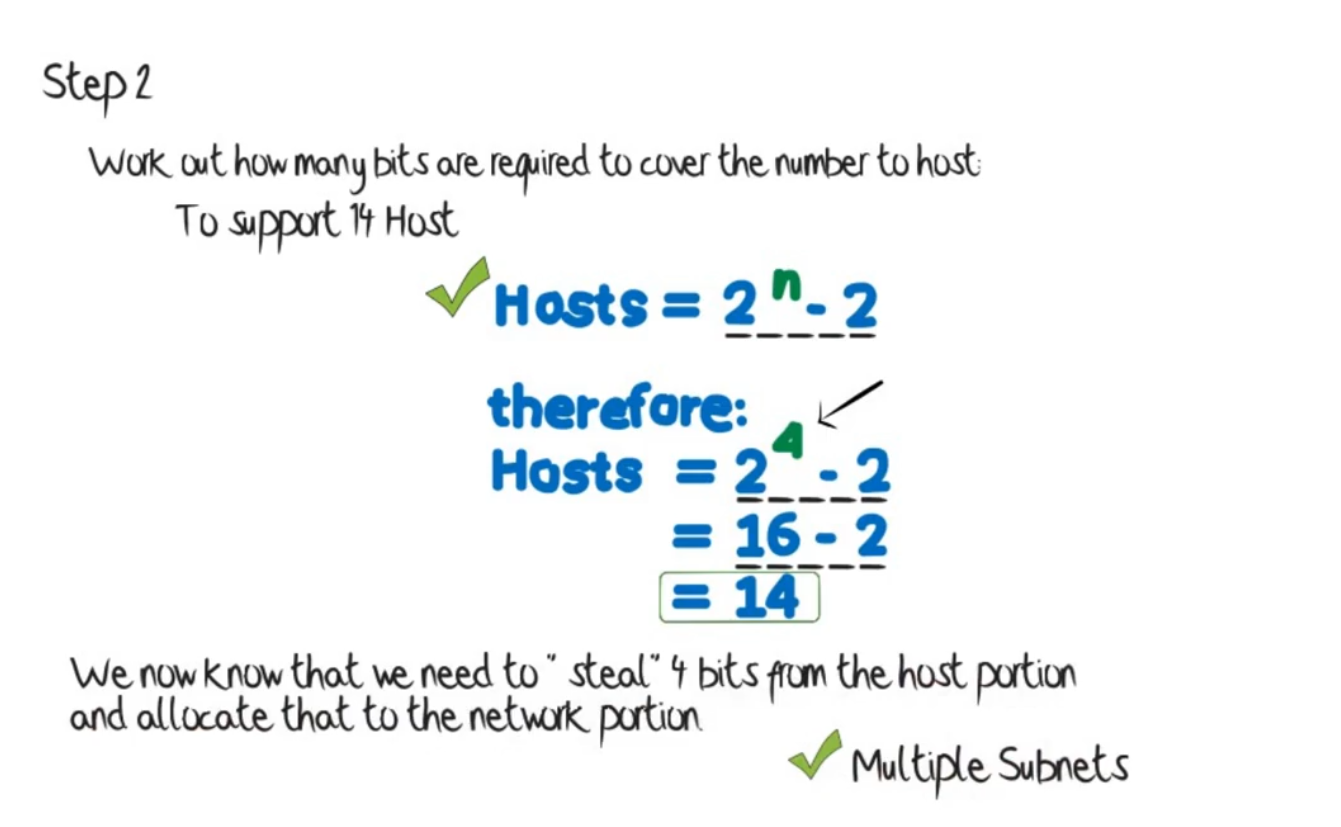 Step 2
Work out how many bits are required to cover the number to host:
To support 14 Host
Hosts = 2ⁿ - 2
therefore:
Hosts = 2⁴ - 2
= 16 - 2
= 14
We now know that we need to " steal" 4 bits from the host portion
and allocate that to the network portion
Multiple Subnets